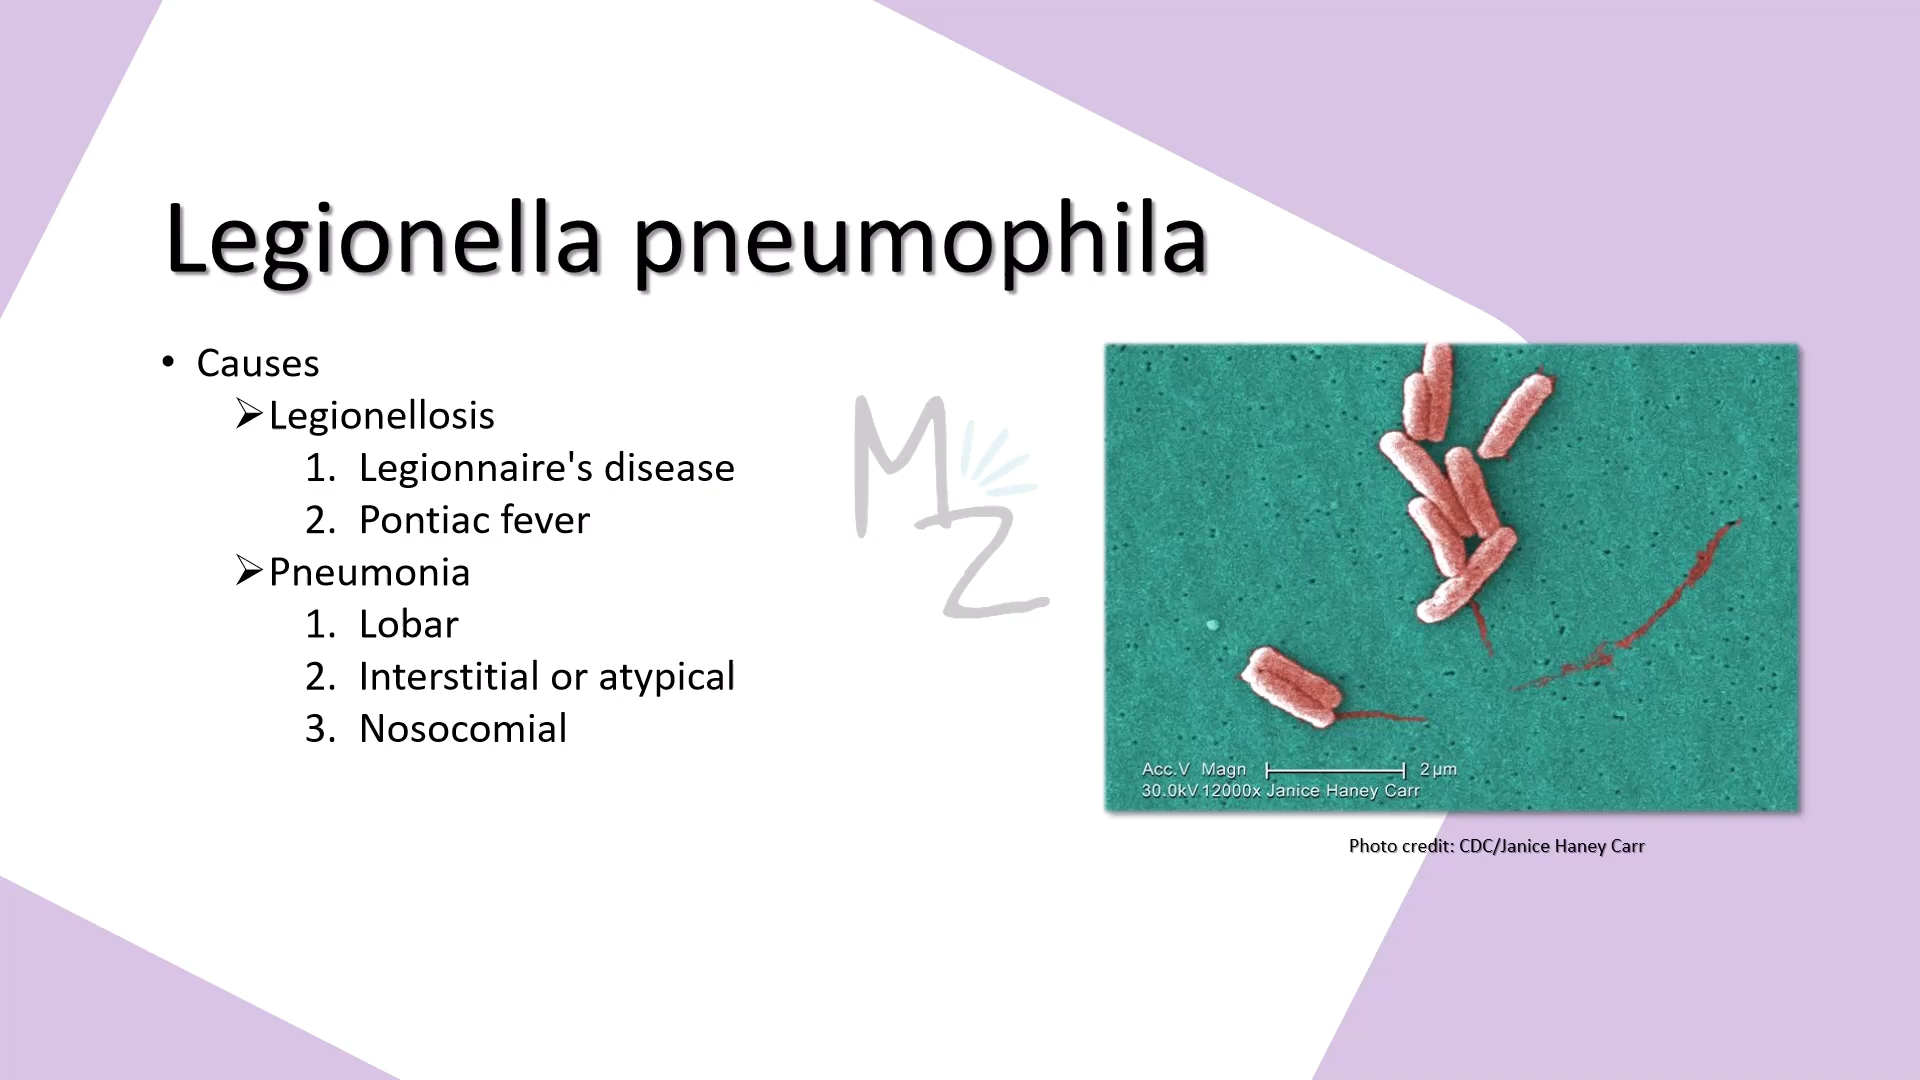 Legionella pneumophila
• Causes
➢Legionellosis
1. Legionnaire's disease
2. Pontiac fever
➢Pneumonia
1. Lobar
2. Interstitial or atypical
3. Nosocomial
MZ
Acc.V Magn 2 µm
30.0kV 12000x Janice Haney Carr
Photo credit: CDC/Janice Haney Carr